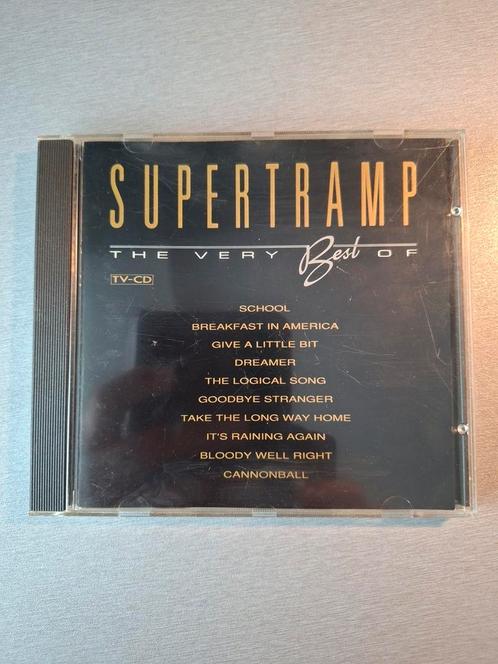 SUPERTRAMP
THE VERY Best OF
TV-CD
SCHOOL
BREAKFAST IN AMERICA
GIVE A LITTLE BIT
DREAMER
THE LOGICAL SONG
GOODBYE STRANGER
TAKE THE LONG WAY HOME
IT'S RAINING AGAIN
BLOODY WELL RIGHT
CANNONBALL